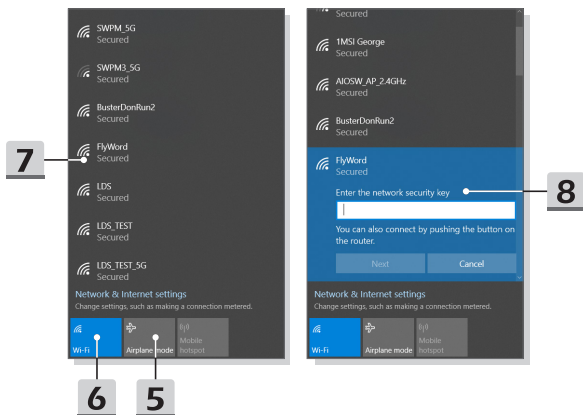 SWPM_5G
Secured
SWPM3_5G
Secured
BusterDonRun2
Secured
FlyWord
Secured
LDS
Secured
LDS_TEST
Secured
LDS_TEST_5G
Secured
Network & Internet settings
Change settings, such as making a connection metered.
Wi-Fi
Airplane mode
Mobile
hotspot
7
6
5
Secured
1MSI George
Secured
AIOSW_AP_2.4GHz
Secured
BusterDonRun2
Secured
FlyWord
Secured
Enter the network security key
You can also connect by pushing the button on
the router.
Next
Cancel
Network & Internet settings
Change settings, such as making a connection metered.
Wi-Fi
Airplane mode
Mobile
hotspot
8